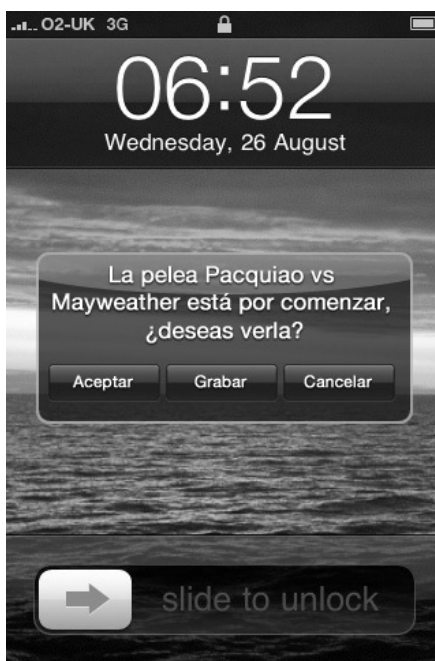 O2-UK 3G
06:52
Wednesday, 26 August
La pelea Pacquiao vs
Mayweather está por comenzar,
¿deseas verla?
Aceptar Grabar Cancelar
slide to unlock